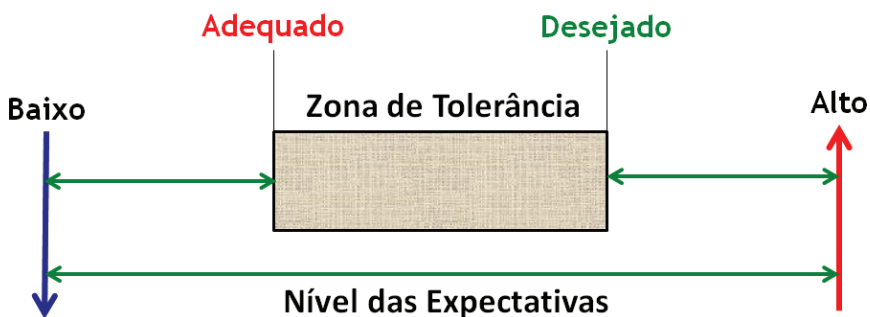 Adequado
Desejado
Baixo
Zona de Tolerância
Alto
Nível das Expectativas